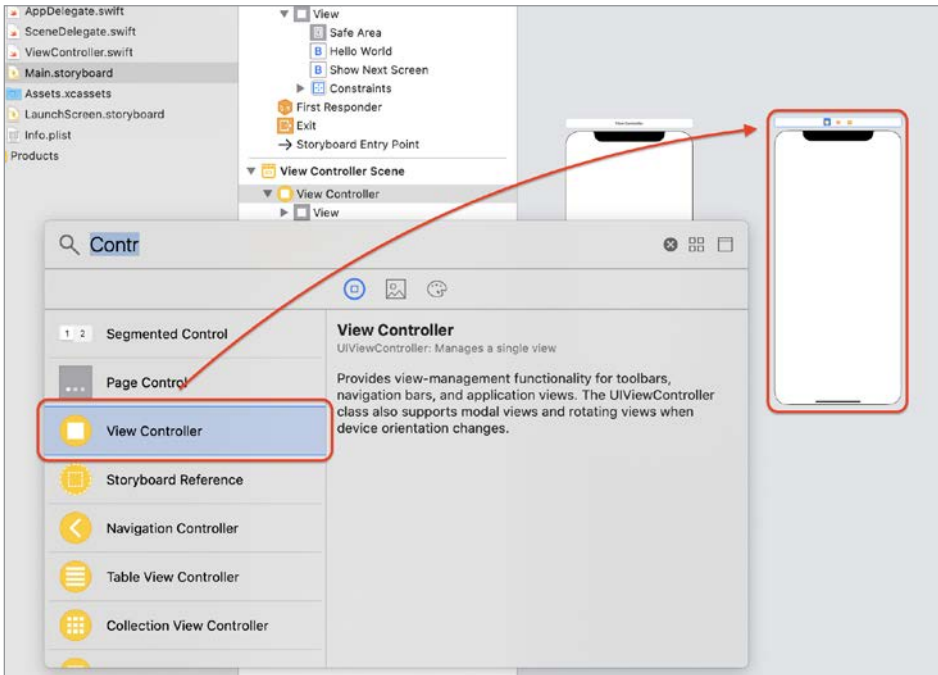 AppDelegate.swift
SceneDelegate.swift
ViewController.swift
Main.storyboard
Assets.xcassets
LaunchScreen.storyboard
Info.plist
Products
View
Safe Area
B Hello World
B Show Next Screen
Constraints
First Responder
Exit
Storyboard Entry Point
View Controller Scene
View Controller
View
View Controller
Contr
1 2 Segmented Control
Page Control
View Controller
Storyboard Reference
Navigation Controller
Table View Controller
Collection View Controller
View Controller
UIViewController: Manages a single view
Provides view-management functionality for toolbars,
navigation bars, and application views. The UIViewController
class also supports modal views and rotating views when
device orientation changes.